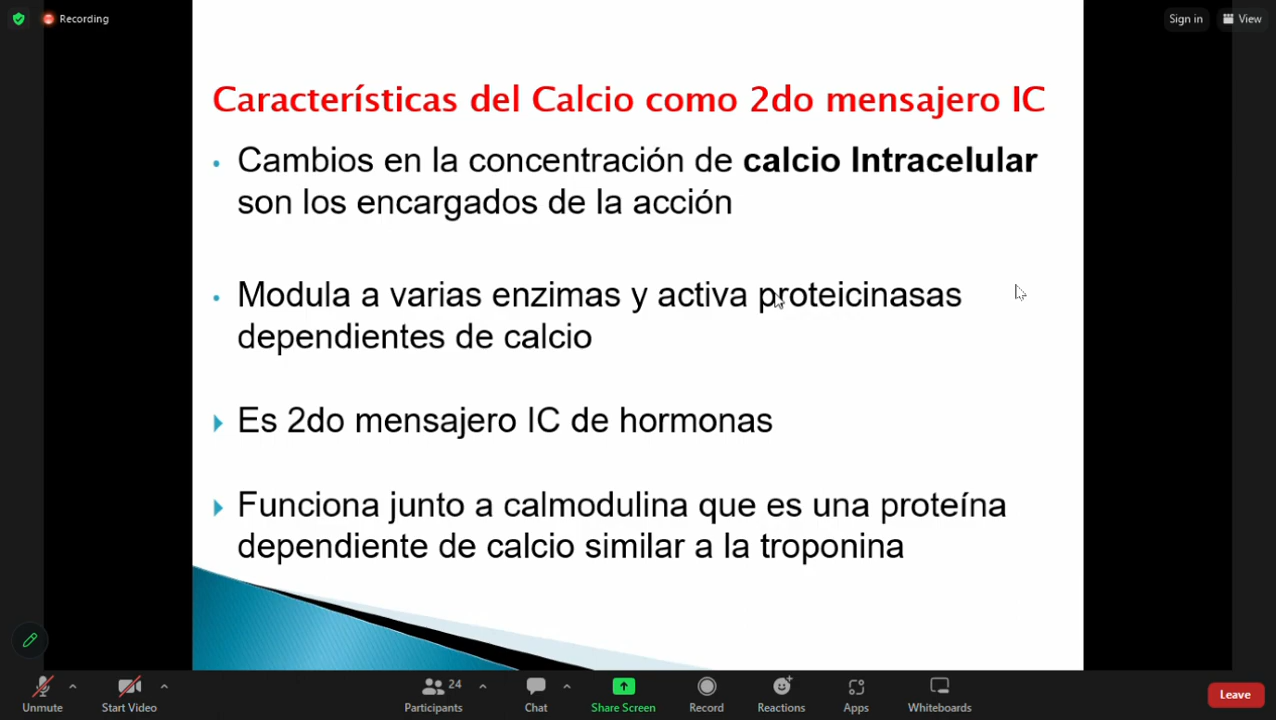 Recording
Sign in
View
Características del Calcio como 2do mensajero IC
Cambios en la concentración de calcio Intracelular
son los encargados de la acción
Modula a varias enzimas y activa proteicinasas
dependientes de calcio
Es 2do mensajero IC de hormonas
Funciona junto a calmodulina que es una proteína
dependiente de calcio similar a la troponina
Unmute
Start Video
24
Participants
Chat
Share Screen
Record
Reactions
Apps
Whiteboards
Leave